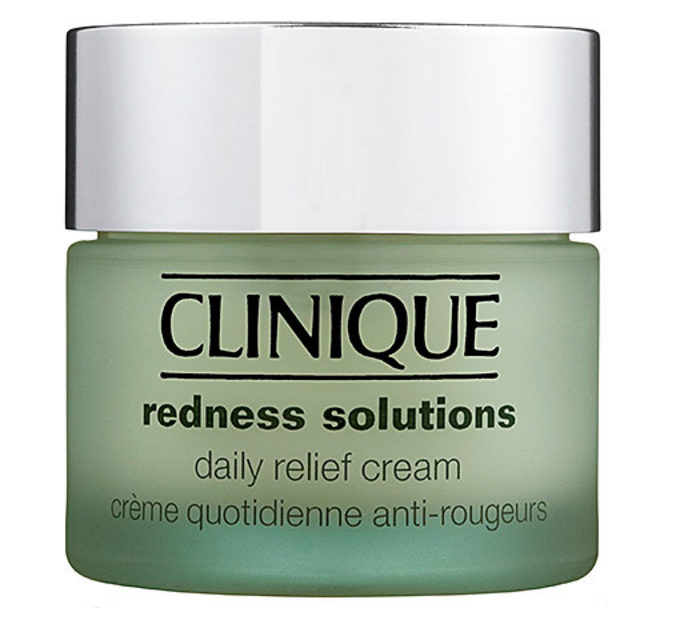 CLINIQUE
redness solutions
daily relief cream
crème quotidienne anti-rougeurs